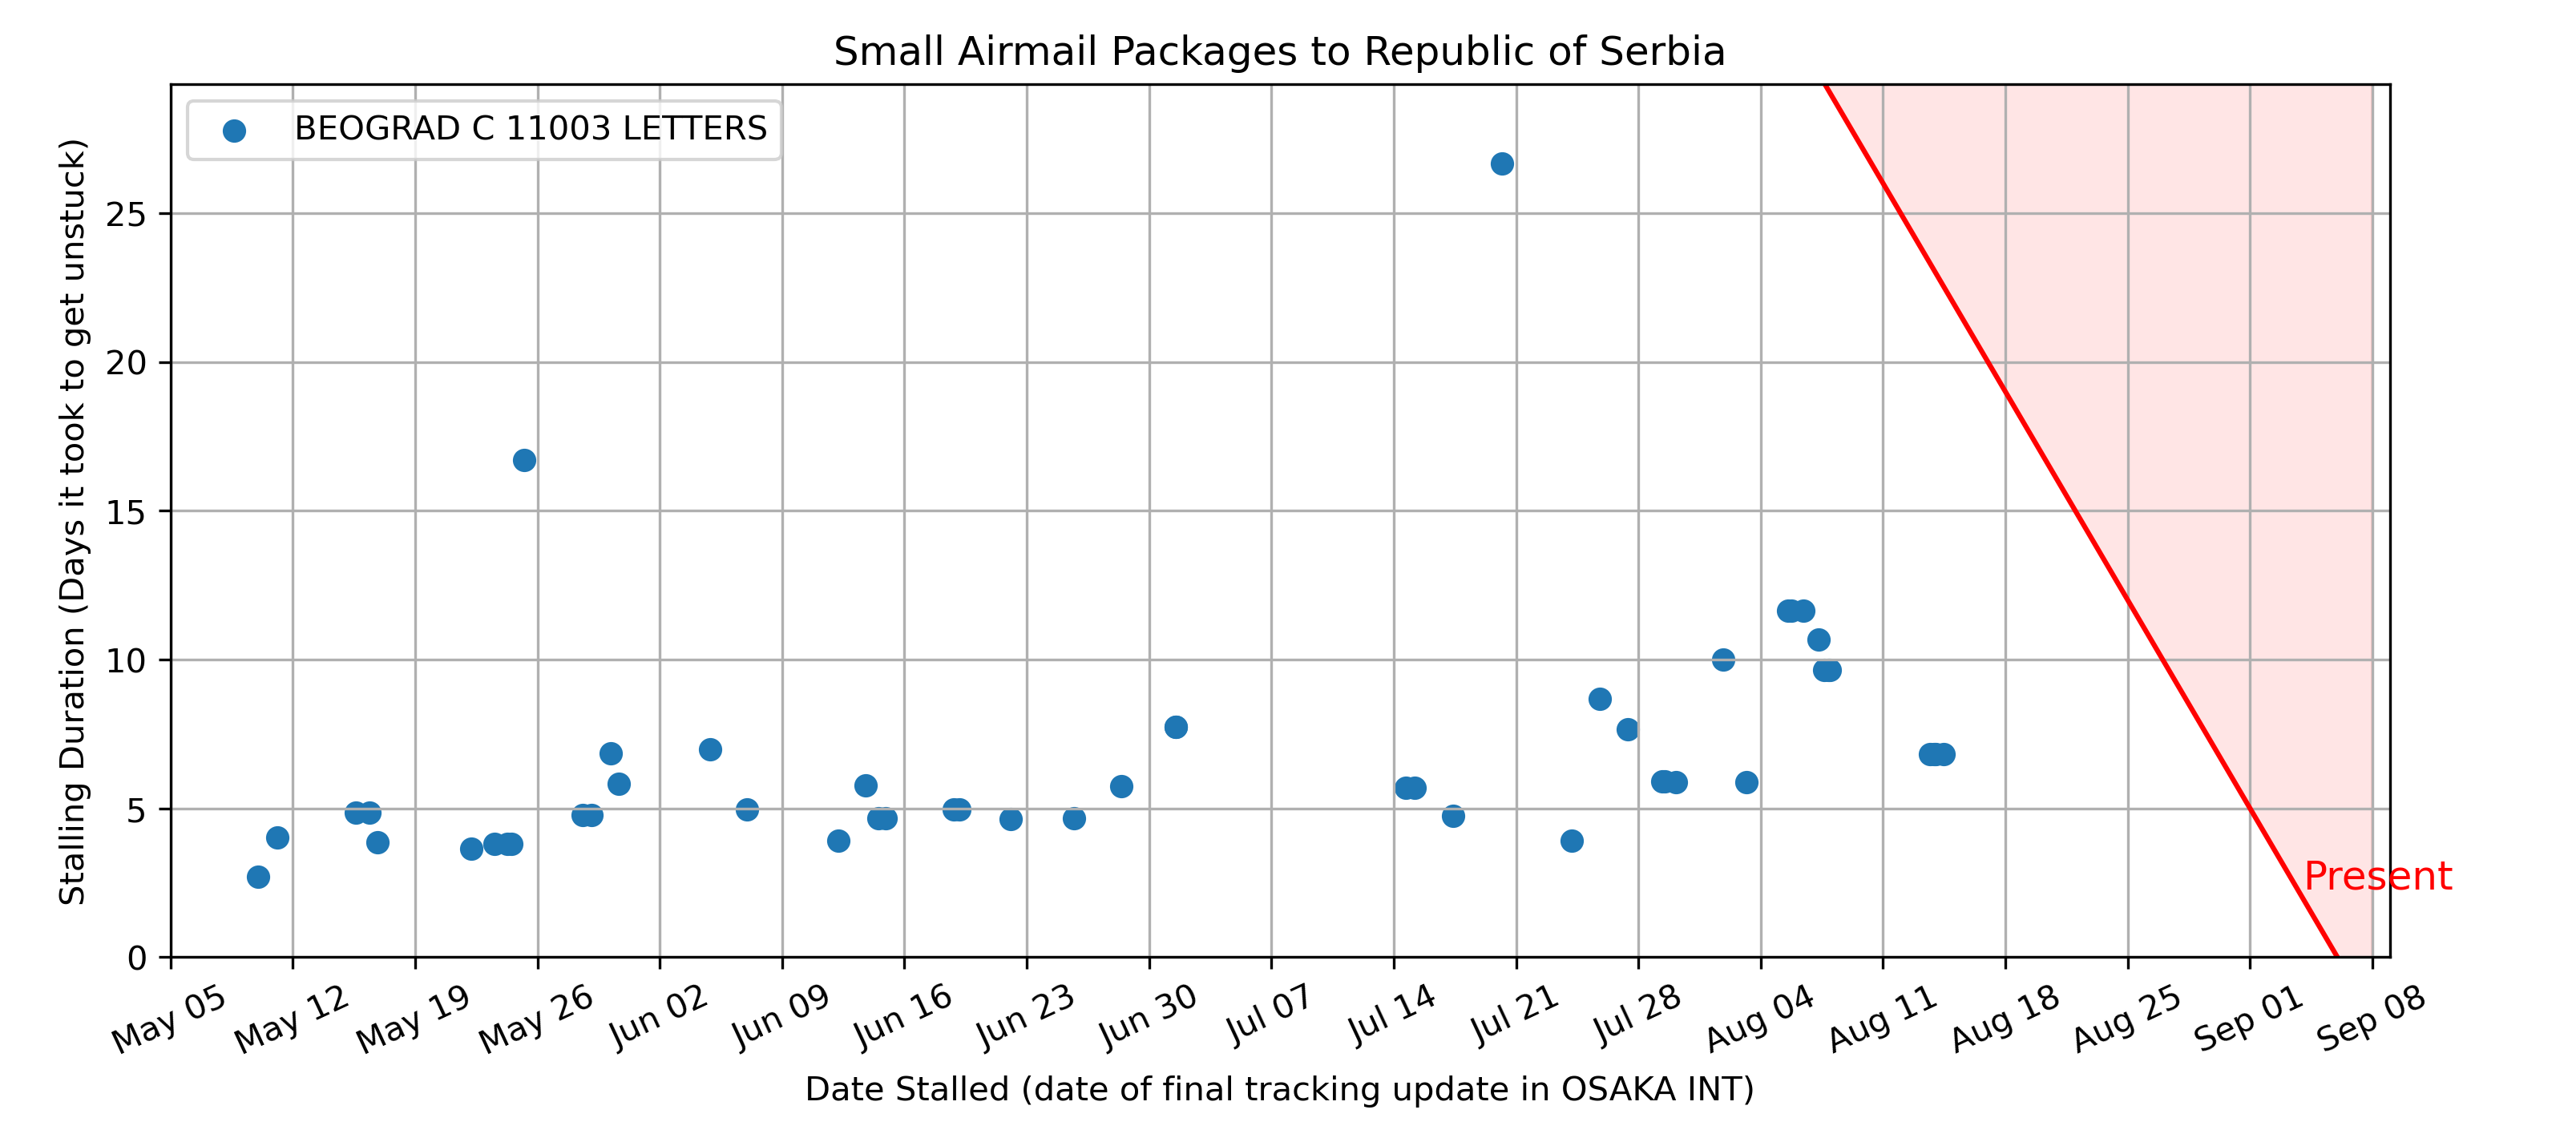 Small Airmail Packages to Republic of Serbia
BEOGRAD C 11003 LETTERS
Stalling Duration (Days it took to get unstuck)
25
20
15
10
5
0
Present
May 05
May 12
May 19
May 26
Jun 02
Jun 09
Jun 16
Jun 23
Jun 30
Jul 07
Jul 14
Jul 21
Jul 28
Aug 04
Aug 11
Aug 18
Aug 25
Sep 01
Sep 08
Date Stalled (date of final tracking update in OSAKA INT)